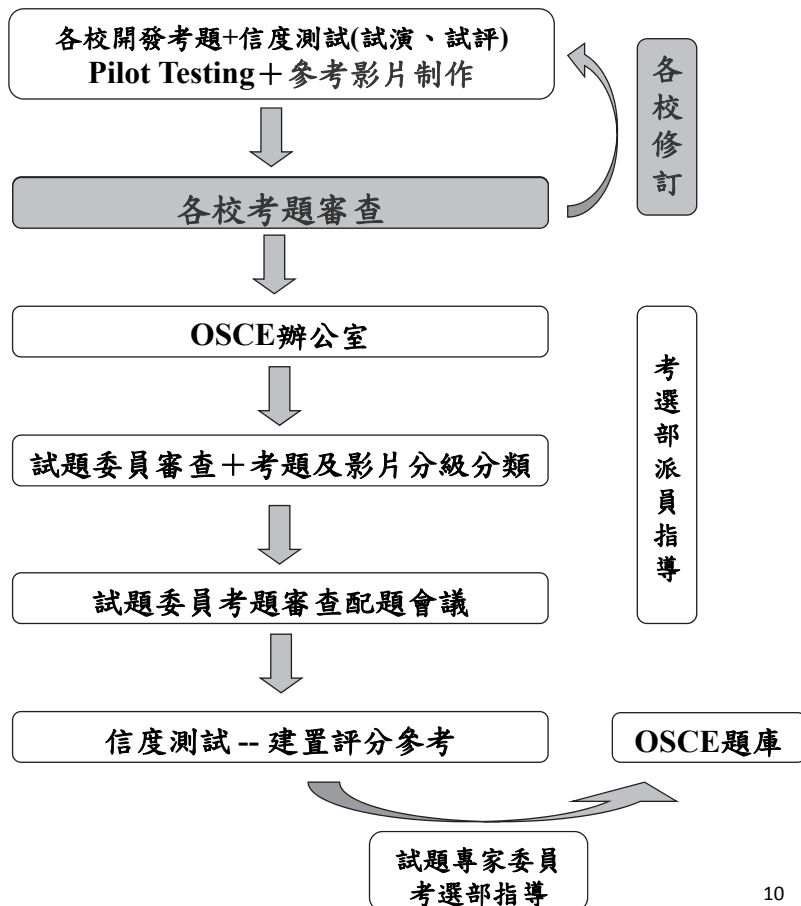 各校開發考題+信度測試(試演、試評)
Pilot Testing＋參考影片制作
各校修訂
各校考題審查
OSCE辦公室
考選部派員指導
試題委員審查＋考題及影片分級分類
試題委員考題審查配題會議
信度測試 -- 建置評分參考
OSCE題庫
試題專家委員
考選部指導
10